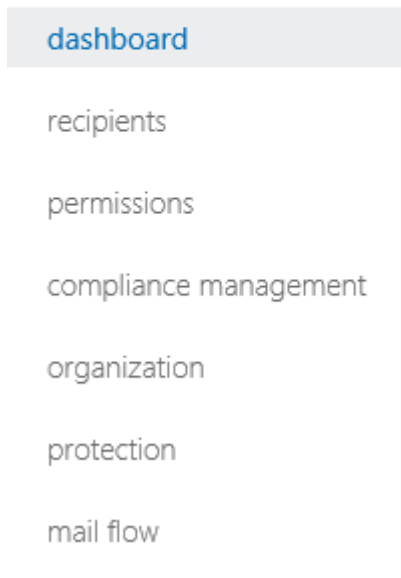 dashboard
recipients
permissions
compliance management
organization
protection
mail flow